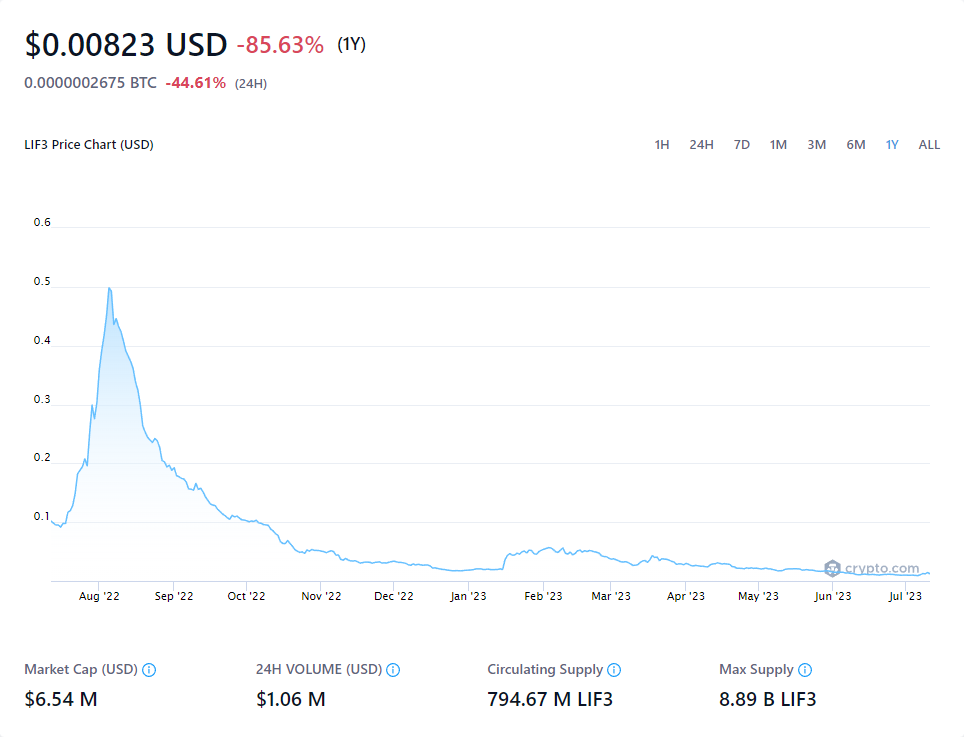 $0.00823 USD -85.63% (1Y)
0.0000002675 BTC -44.61% (24H)
LIF3 Price Chart (USD) 1H 24H 7D 1M 3M 6M 1Y ALL
0.6
0.5
0.4
0.3
0.2
0.1
crypto.com
Aug '22 Sep '22 Oct '22 Nov '22 Dec '22 Jan '23 Feb '23 Mar '23 Apr '23 May '23 Jun '23 Jul '23
Market Cap (USD) 24H VOLUME (USD) Circulating Supply Max Supply
$6.54 M $1.06 M 794.67 M LIF3 8.89 B LIF3